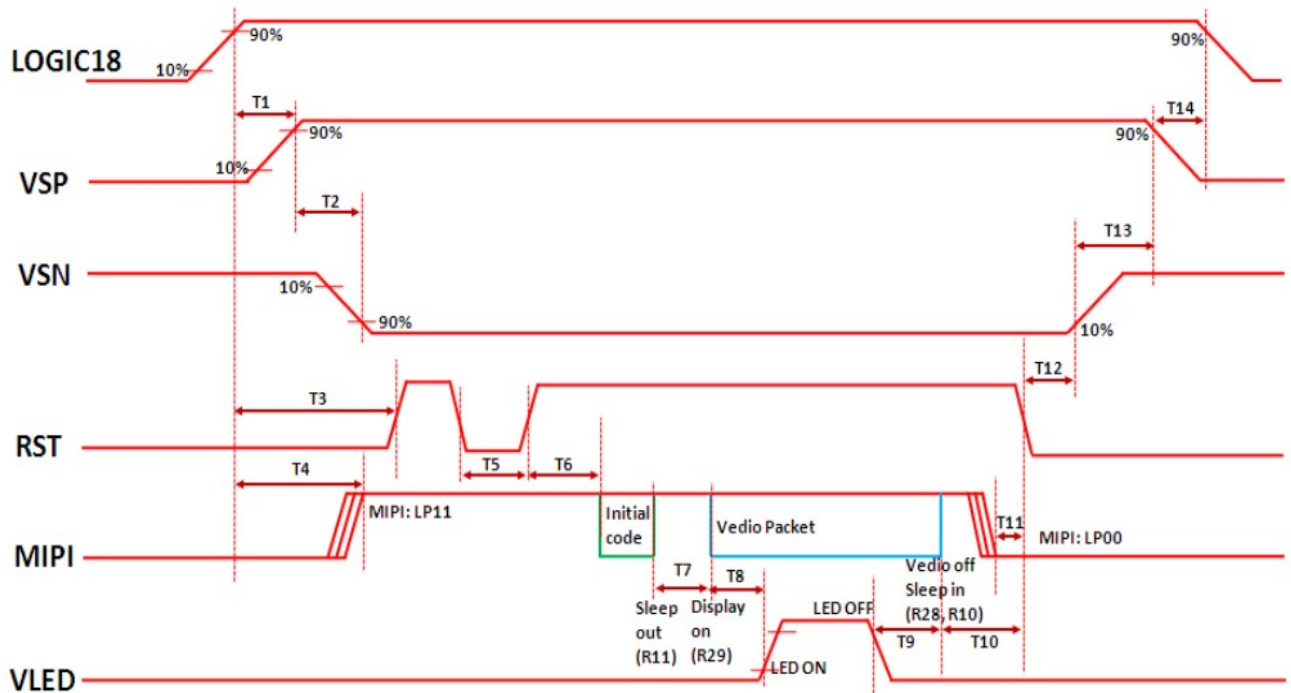 LOGIC18
10%
90%
90%
T1
T14
VSP
10%
90%
90%
T2
T13
VSN
10%
90%
10%
T12
T3
RST
T4
T5
T6
MIPI: LP11
Initial
code
Vedio Packet
T11
MIPI: LP00
MIPI
T7
T8
Vedio off
Sleep in
(R28, R10)
Sleep
out
(R11)
Display
on
(R29)
LED OFF
T9
T10
LED ON
VLED